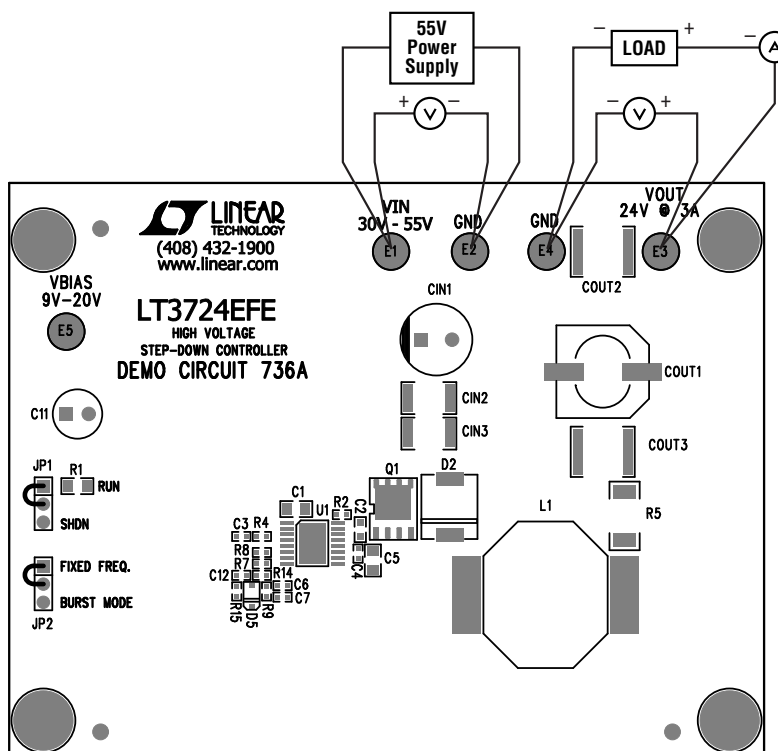 55V
Power
Supply
− LOAD +
− A
+ V −
− V +
LINEAR
TECHNOLOGY
(408) 432-1900
www.linear.com
VIN
30V - 55V
GND
GND
VOUT
24V @ 3A
E1
E2
E4
E3
VBIAS
9V-20V
E5
LT3724EFE
HIGH VOLTAGE
STEP-DOWN CONTROLLER
DEMO CIRCUIT 736A
CIN1
COUT2
COUT1
CIN2
CIN3
COUT3
C11
JP1
R1
RUN
SHDN
FIXED FREQ.
BURST MODE
JP2
Q1
D2
C1
R2
C2
U1
C3
R4
R8
R7
C12
R14
C6
C7
R15
D5
R9
C4
C5
L1
R5